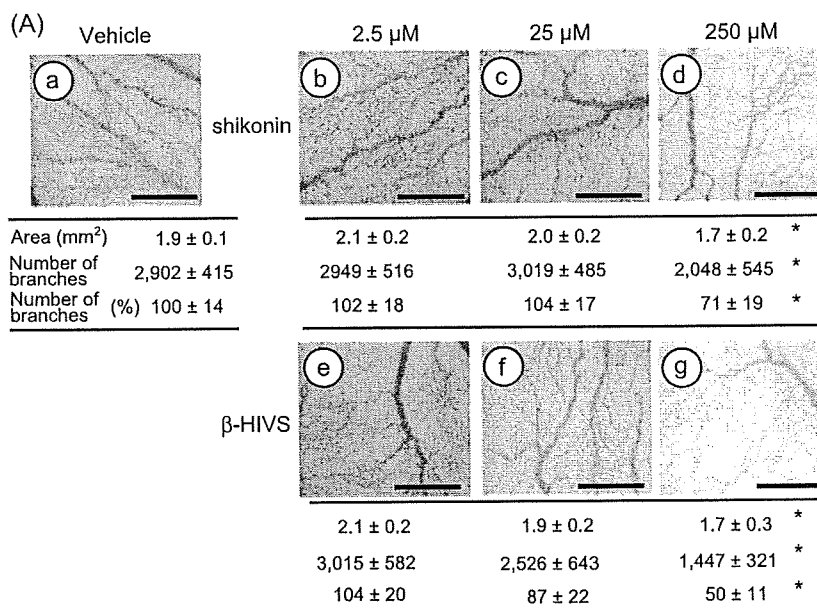 (A)
Vehicle
2.5 µM
25 µM
250 µM
a
b
c
d
shikonin
Area (mm²) 1.9 ± 0.1
Number of branches 2,902 ± 415
Number of branches (%) 100 ± 14
2.1 ± 0.2 2.0 ± 0.2 1.7 ± 0.2 *
2949 ± 516 3,019 ± 485 2,048 ± 545 *
102 ± 18 104 ± 17 71 ± 19 *
e
f
g
β-HIVS
2.1 ± 0.2 1.9 ± 0.2 1.7 ± 0.3 *
3,015 ± 582 2,526 ± 643 1,447 ± 321 *
104 ± 20 87 ± 22 50 ± 11 *